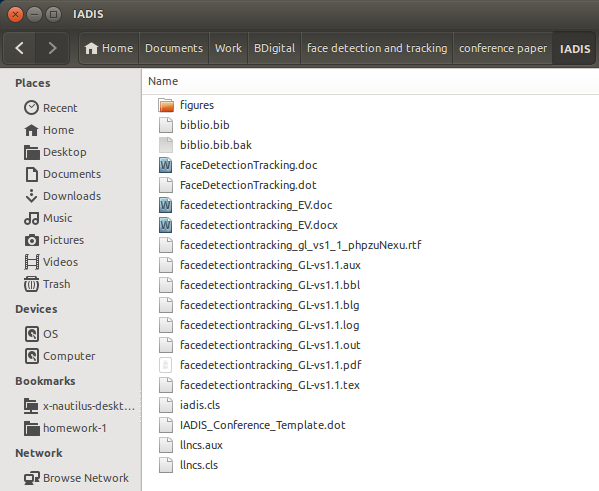 IADIS
Home Documents Work BDigital face detection and tracking conference paper IADIS
Places
Recent
Home
Desktop
Documents
Downloads
Music
Pictures
Videos
Trash
Devices
OS
Computer
Bookmarks
x-nautilus-deskt...
homework-1
Network
Browse Network
Name
figures
biblio.bib
biblio.bib.bak
FaceDetectionTracking.doc
FaceDetectionTracking.dot
facedetectiontracking_EV.doc
facedetectiontracking_EV.docx
facedetectiontracking_gl_vs1_1_phpzuNexu.rtf
facedetectiontracking_GL-vs1.1.aux
facedetectiontracking_GL-vs1.1.bbl
facedetectiontracking_GL-vs1.1.blg
facedetectiontracking_GL-vs1.1.log
facedetectiontracking_GL-vs1.1.out
facedetectiontracking_GL-vs1.1.pdf
facedetectiontracking_GL-vs1.1.tex
iadis.cls
IADIS_Conference_Template.dot
llncs.aux
llncs.cls